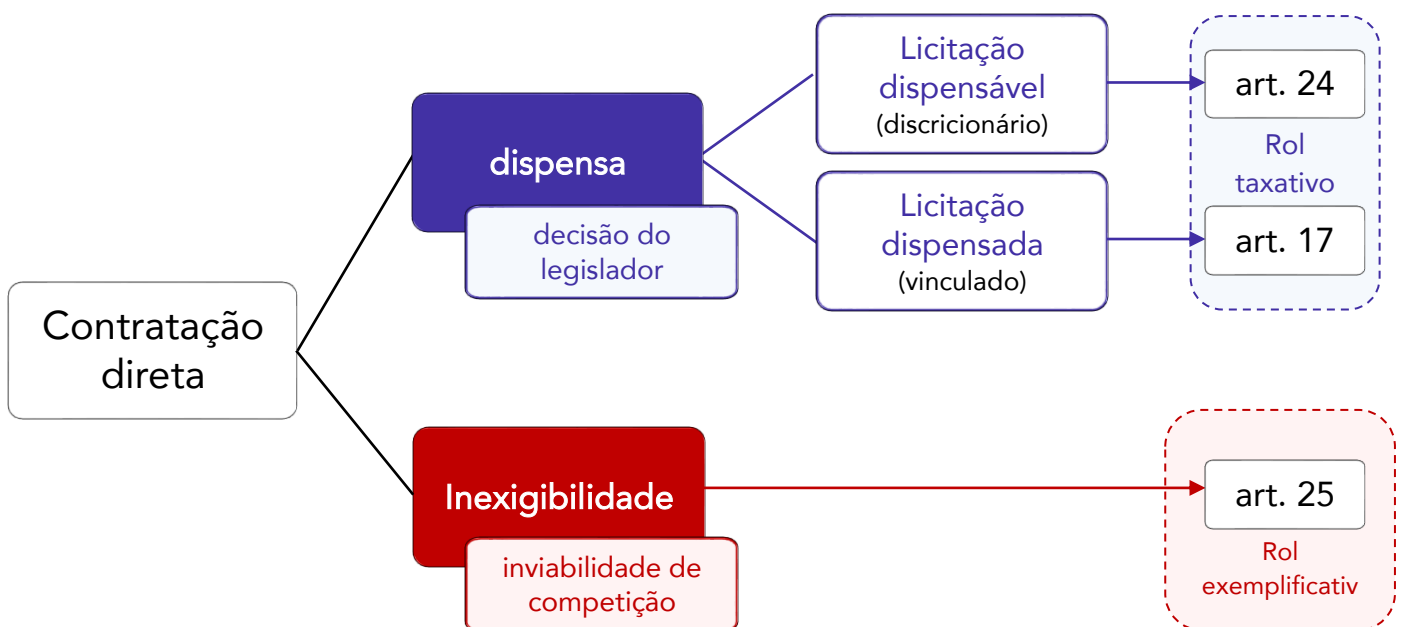 Contratação
direta
dispensa
decisão do
legislador
Licitação
dispensável
(discricionário)
Licitação
dispensada
(vinculado)
art. 24
Rol
taxativo
art. 17
Inexigibilidade
inviabilidade de
competição
art. 25
Rol
exemplificativ